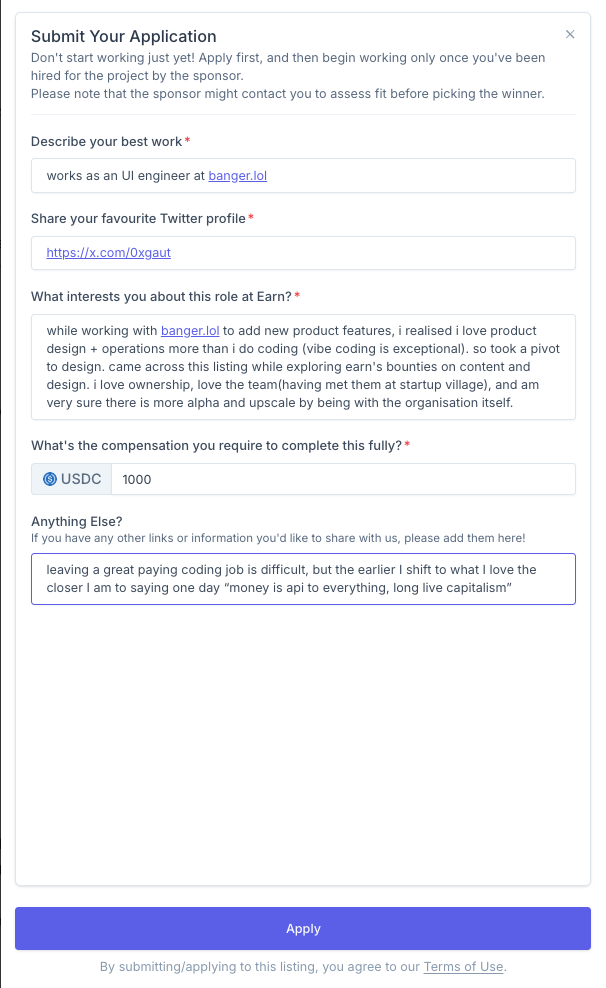 Submit Your Application
Don't start working just yet! Apply first, and then begin working only once you've been
hired for the project by the sponsor.
Please note that the sponsor might contact you to assess fit before picking the winner.
Describe your best work*
works as an UI engineer at banger.lol
Share your favourite Twitter profile*
https://x.com/0xgaut
What interests you about this role at Earn?*
while working with banger.lol to add new product features, i realised i love product
design + operations more than i do coding (vibe coding is exceptional). so took a pivot
to design. came across this listing while exploring earn's bounties on content and
design. i love ownership, love the team(having met them at startup village), and am
very sure there is more alpha and upscale by being with the organisation itself.
What's the compensation you require to complete this fully?*
USDC 1000
Anything Else?
If you have any other links or information you'd like to share with us, please add them here!
leaving a great paying coding job is difficult, but the earlier I shift to what I love the
closer I am to saying one day “money is api to everything, long live capitalism”
Apply
By submitting/applying to this listing, you agree to our Terms of Use.